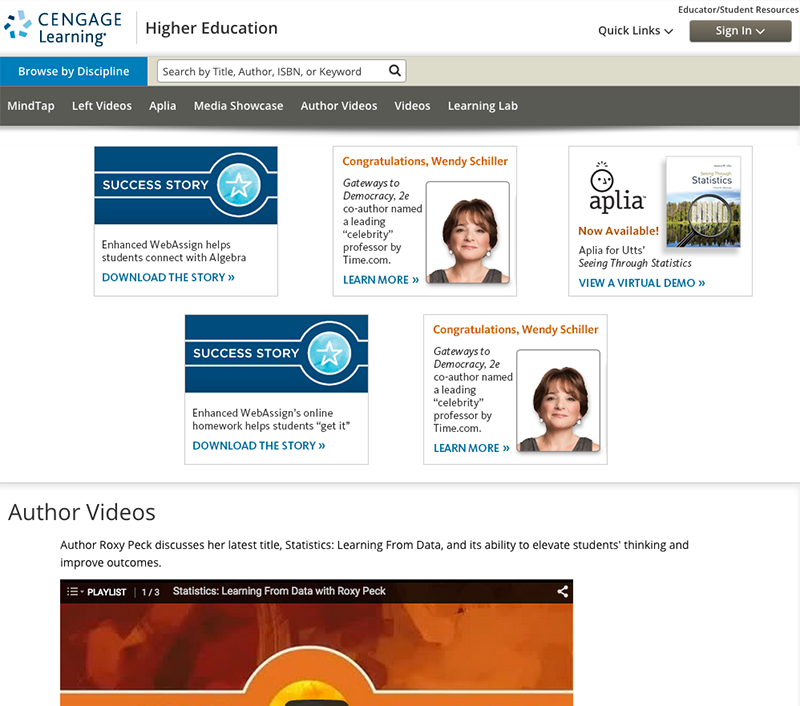 Educator/Student Resources
CENGAGE
Learning
Higher Education
Quick Links
Sign In
Browse by Discipline
Search by Title, Author, ISBN, or Keyword
MindTap Left Videos Aplia Media Showcase Author Videos Videos Learning Lab
SUCCESS STORY
Enhanced WebAssign helps
students connect with Algebra
DOWNLOAD THE STORY »
Congratulations, Wendy Schiller
Gateways to
Democracy, 2e
co-author named
a leading
“celebrity”
professor by
Time.com.
LEARN MORE »
aplia
Seeing Through
Statistics
Now Available!
Aplia for Utts’
Seeing Through Statistics
VIEW A VIRTUAL DEMO »
SUCCESS STORY
Enhanced WebAssign’s online
homework helps students “get it”
DOWNLOAD THE STORY »
Congratulations, Wendy Schiller
Gateways to
Democracy, 2e
co-author named
a leading
“celebrity”
professor by
Time.com.
LEARN MORE »
Author Videos
Author Roxy Peck discusses her latest title, Statistics: Learning From Data, and its ability to elevate students' thinking and
improve outcomes.
PLAYLIST 1 / 3 Statistics: Learning From Data with Roxy Peck